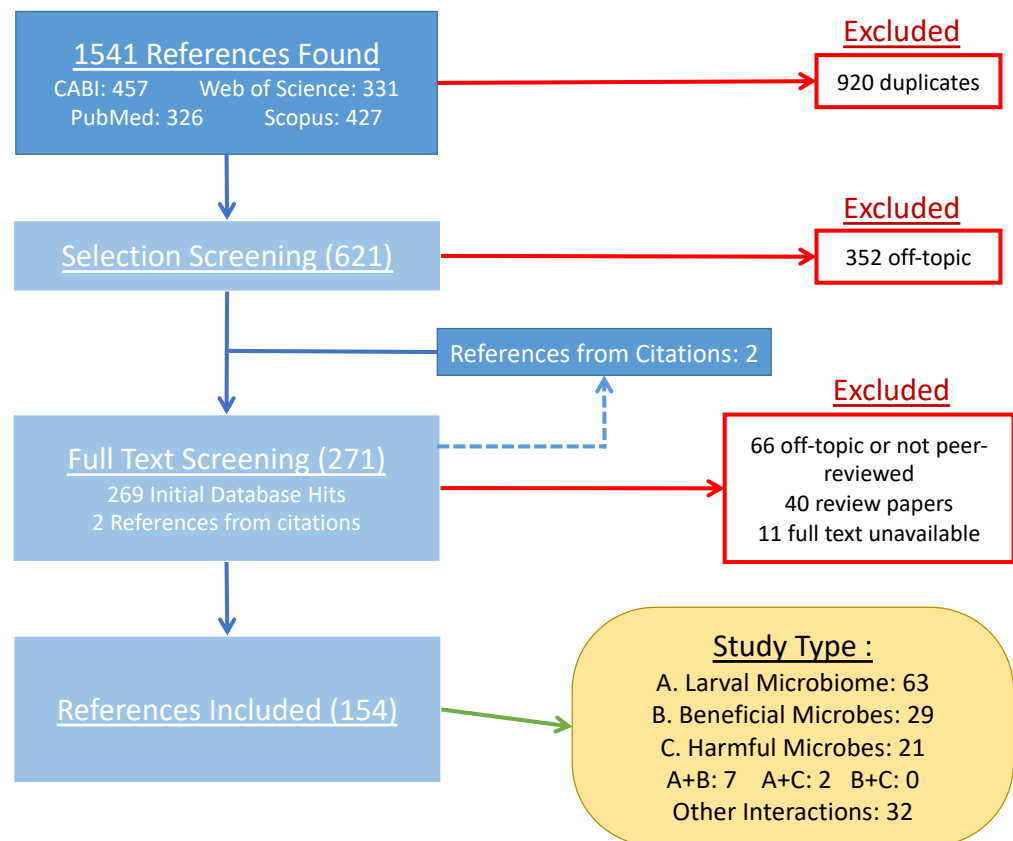 1541 References Found
CABI: 457 Web of Science: 331
PubMed: 326 Scopus: 427
Excluded
920 duplicates
Selection Screening (621)
Excluded
352 off-topic
References from Citations: 2
Full Text Screening (271)
269 Initial Database Hits
2 References from citations
Excluded
66 off-topic or not peer-
reviewed
40 review papers
11 full text unavailable
References Included (154)
Study Type :
A. Larval Microbiome: 63
B. Beneficial Microbes: 29
C. Harmful Microbes: 21
A+B: 7 A+C: 2 B+C: 0
Other Interactions: 32